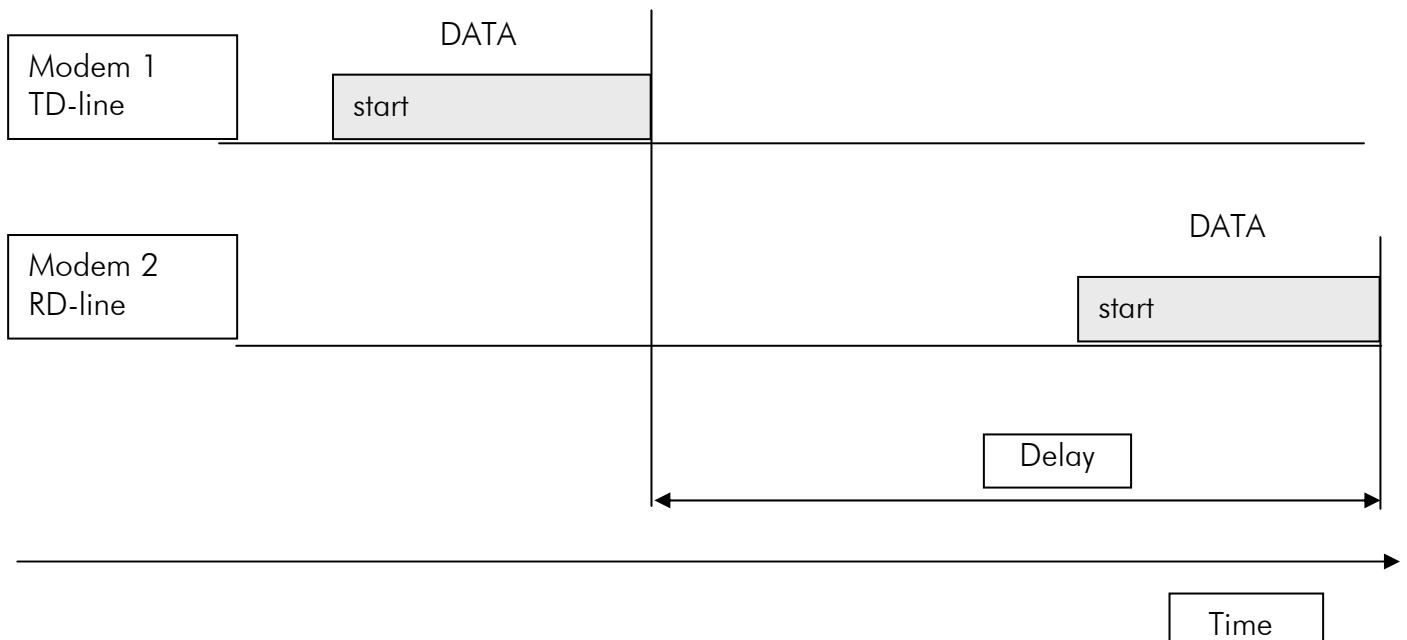 DATA
Modem 1
TD-line
start
DATA
Modem 2
RD-line
start
Delay
Time